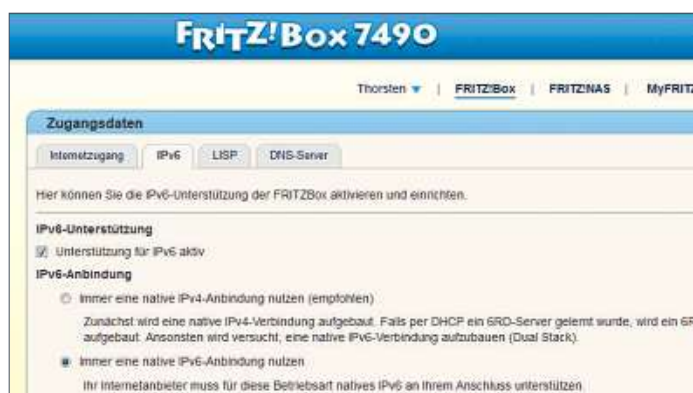 FRITZ!Box 7490
Thorsten | FRITZ!Box | FRITZ!NAS | MyFRITZ
Zugangsdaten
Internetzugang IPv6 LISP DNS-Server
Hier können Sie die IPv6-Unterstützung der FRITZ!Box aktivieren und einrichten.
IPv6-Unterstützung
Unterstützung für IPv6 aktiv
IPv6-Anbindung
Immer eine native IPv4-Anbindung nutzen (empfohlen)
Zunächst wird eine native IPv4-Verbindung aufgebaut. Falls per DHCP ein 6RD-Server gelernt wurde, wird ein 6R
aufgebaut. Ansonsten wird versucht, eine native IPv6-Verbindung aufzubauen (Dual Stack).
Immer eine native IPv6-Anbindung nutzen
Ihr Internetanbieter muss für diese Betriebsart natives IPv6 an Ihrem Anschluss unterstützen